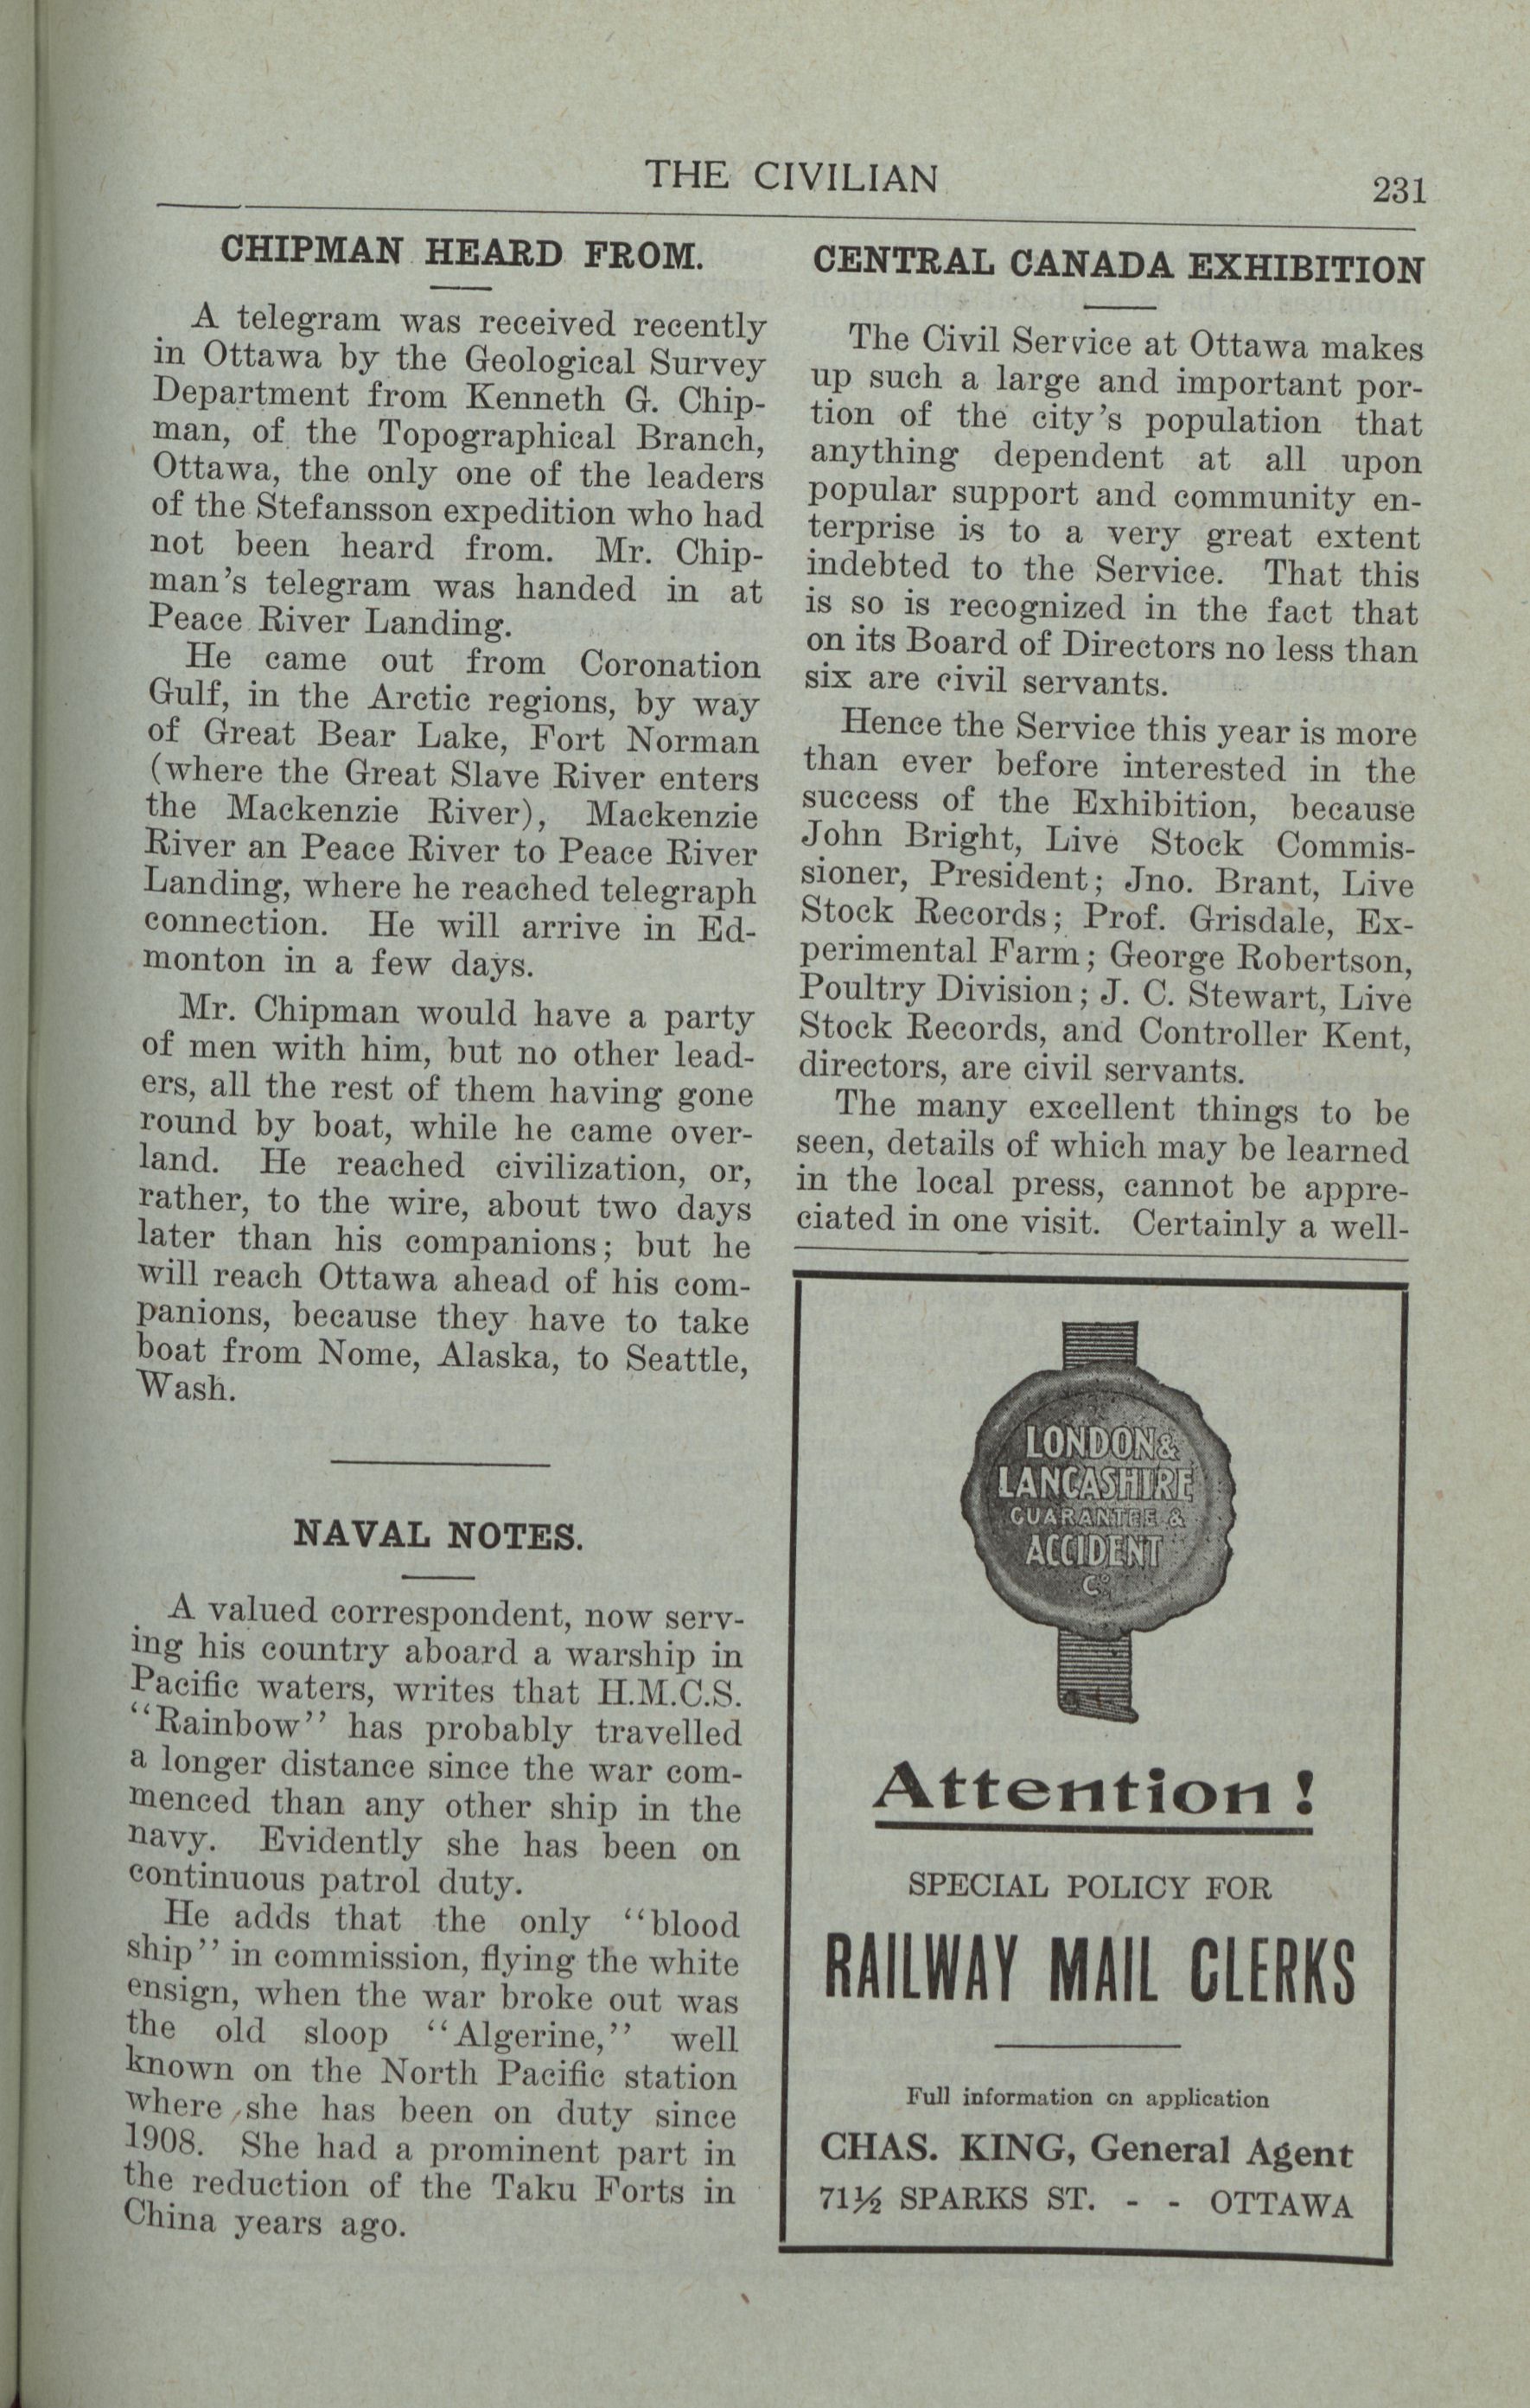 THE CIVILIAN
231
CHIPMAN HEARD FROM.
A telegram was received recently
in Ottawa by the Geological Survey
Department from Kenneth G. Chip-
man, of the Topographical Branch,
Ottawa, the only one of the leaders
of the Stefansson expedition who had
not been heard from. Mr. Chip-
man's telegram was handed in at
Peace River Landing.
He came out from Coronation
Gulf, in the Arctic regions, by way
of Great Bear Lake, Fort Norman
(where the Great Slave River enters
the Mackenzie River), Mackenzie
River an Peace River to Peace River
Landing, where he reached telegraph
connection. He will arrive in Ed-
monton in a few days.
Mr. Chipman would have a party
of men with him, but no other lead-
ers, all the rest of them having gone
round by boat, while he came over-
land. He reached civilization, or,
rather, to the wire, about two days
later than his companions; but he
will reach Ottawa ahead of his com-
panions, because they have to take
boat from Nome, Alaska, to Seattle,
Wash.
NAVAL NOTES.
A valued correspondent, now serv-
ing his country aboard a warship in
Pacific waters, writes that H.M.C.S.
"Rainbow" has probably travelled
a longer distance since the war com-
menced than any other ship in the
navy. Evidently she has been on
continuous patrol duty.
He adds that the only "blood
ship" in commission, flying the white
ensign, when the war broke out was
the old sloop "Algerine," well
known on the North Pacific station
where she has been on duty since
1908. She had a prominent part in
the reduction of the Taku Forts in
China years ago.
CENTRAL CANADA EXHIBITION
The Civil Service at Ottawa makes
up such a large and important por-
tion of the city's population that
anything dependent at all upon
popular support and community en-
terprise is to a very great extent
indebted to the Service. That this
is so is recognized in the fact that
on its Board of Directors no less than
six are civil servants.
Hence the Service this year is more
than ever before interested in the
success of the Exhibition, because
John Bright, Live Stock Commis-
sioner, President; Jno. Brant, Live
Stock Records; Prof. Grisdale, Ex-
perimental Farm; George Robertson,
Poultry Division; J. C. Stewart, Live
Stock Records, and Controller Kent,
directors, are civil servants.
The many excellent things to be
seen, details of which may be learned
in the local press, cannot be appre-
ciated in one visit. Certainly a well-
LONDON &
LANCASHIRE
GUARANTEE &
ACCIDENT
Co
Attention!
SPECIAL POLICY FOR
RAILWAY MAIL CLERKS
Full information on application
CHAS. KING, General Agent
71½ SPARKS ST. - - OTTAWA